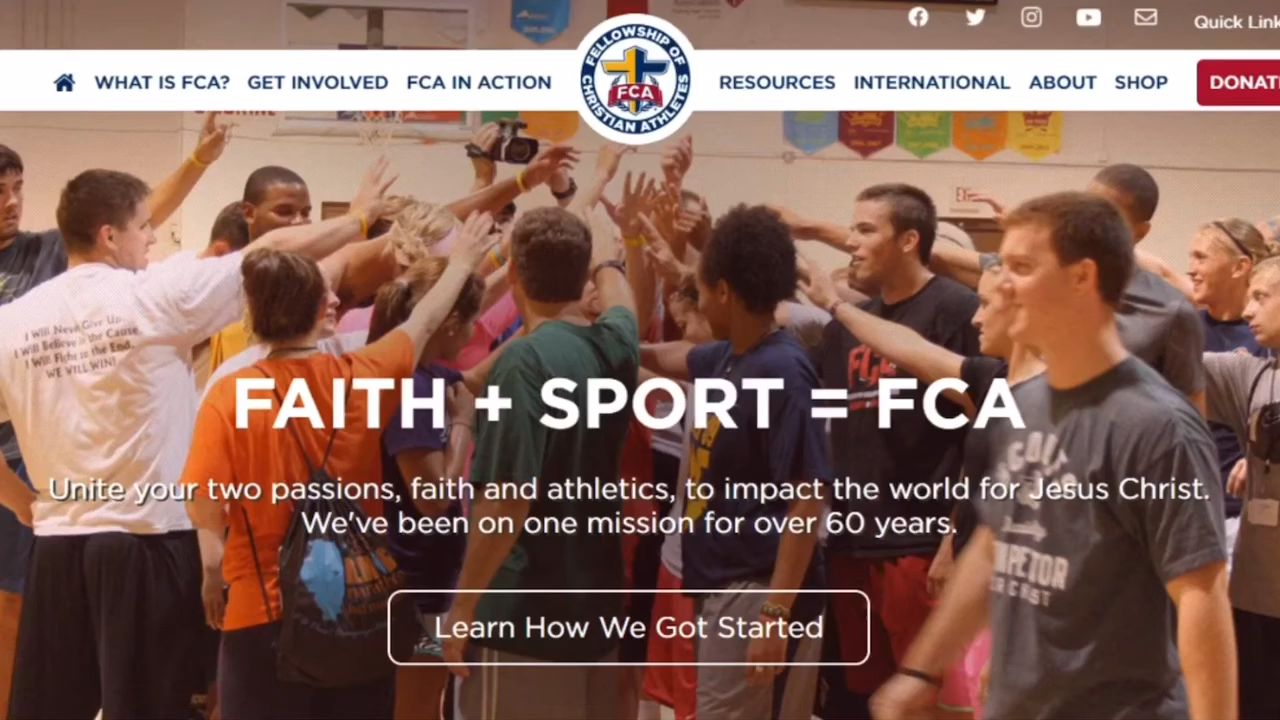 Quick Link
WHAT IS FCA? GET INVOLVED FCA IN ACTION
FELLOWSHIP OF
CHRISTIAN ATHLETES
FCA
RESOURCES INTERNATIONAL ABOUT SHOP DONAT
I Will Never Give Up.
I Will Believe in the Cause.
I Will Fight to the End.
WE WILL WIN!
FAITH + SPORT = FCA
Unite your two passions, faith and athletics, to impact the world for Jesus Christ.
We've been on one mission for over 60 years.
Learn How We Got Started